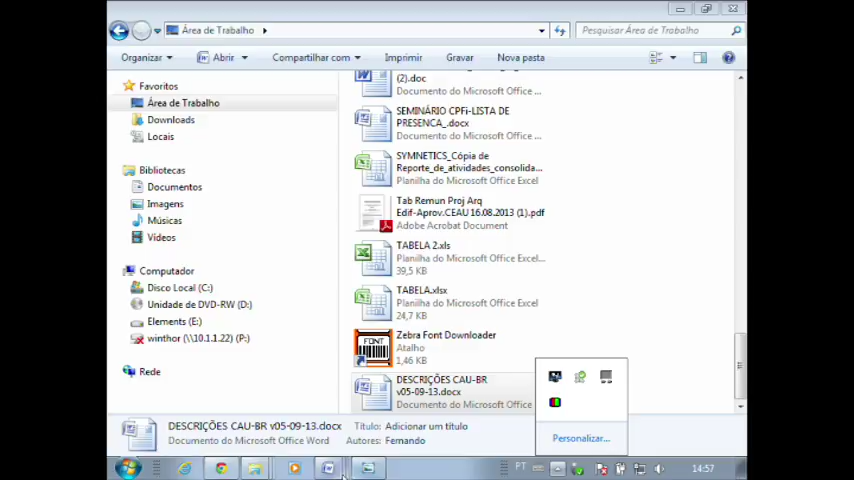 Área de Trabalho
Pesquisar Área de Trabalho
Organizar
Abrir
Compartilhar com
Imprimir
Gravar
Nova pasta
Favoritos
Área de Trabalho
Downloads
Locais
Bibliotecas
Documentos
Imagens
Músicas
Vídeos
Computador
Disco Local (C:)
Unidade de DVD-RW (D:)
Elements (E:)
winthor (\\10.1.1.22) (P:)
Rede
(2).doc
Documento do Microsoft Office ...
SEMINÁRIO CPFi-LISTA DE
PRESENCA_.docx
Documento do Microsoft Office ...
SYMNETICS_Cópia de
Reporte_de_atividades_consolida...
Planilha do Microsoft Office Excel
Tab Remun Proj Arq
Edif-Aprov.CEAU 16.08.2013 (1).pdf
Adobe Acrobat Document
TABELA 2.xls
Planilha do Microsoft Office Excel...
39,5 KB
TABELA.xlsx
Planilha do Microsoft Office Excel
24,7 KB
FONT
Zebra Font Downloader
Atalho
1,46 KB
DESCRIÇÕES CAU-BR
v05-09-13.docx
Documento do Microsoft Office
Personalizar...
DESCRIÇÕES CAU-BR v05-09-13.docx
Título: Adicionar um título
Documento do Microsoft Office Word
Autores: Fernando
PT
14:57